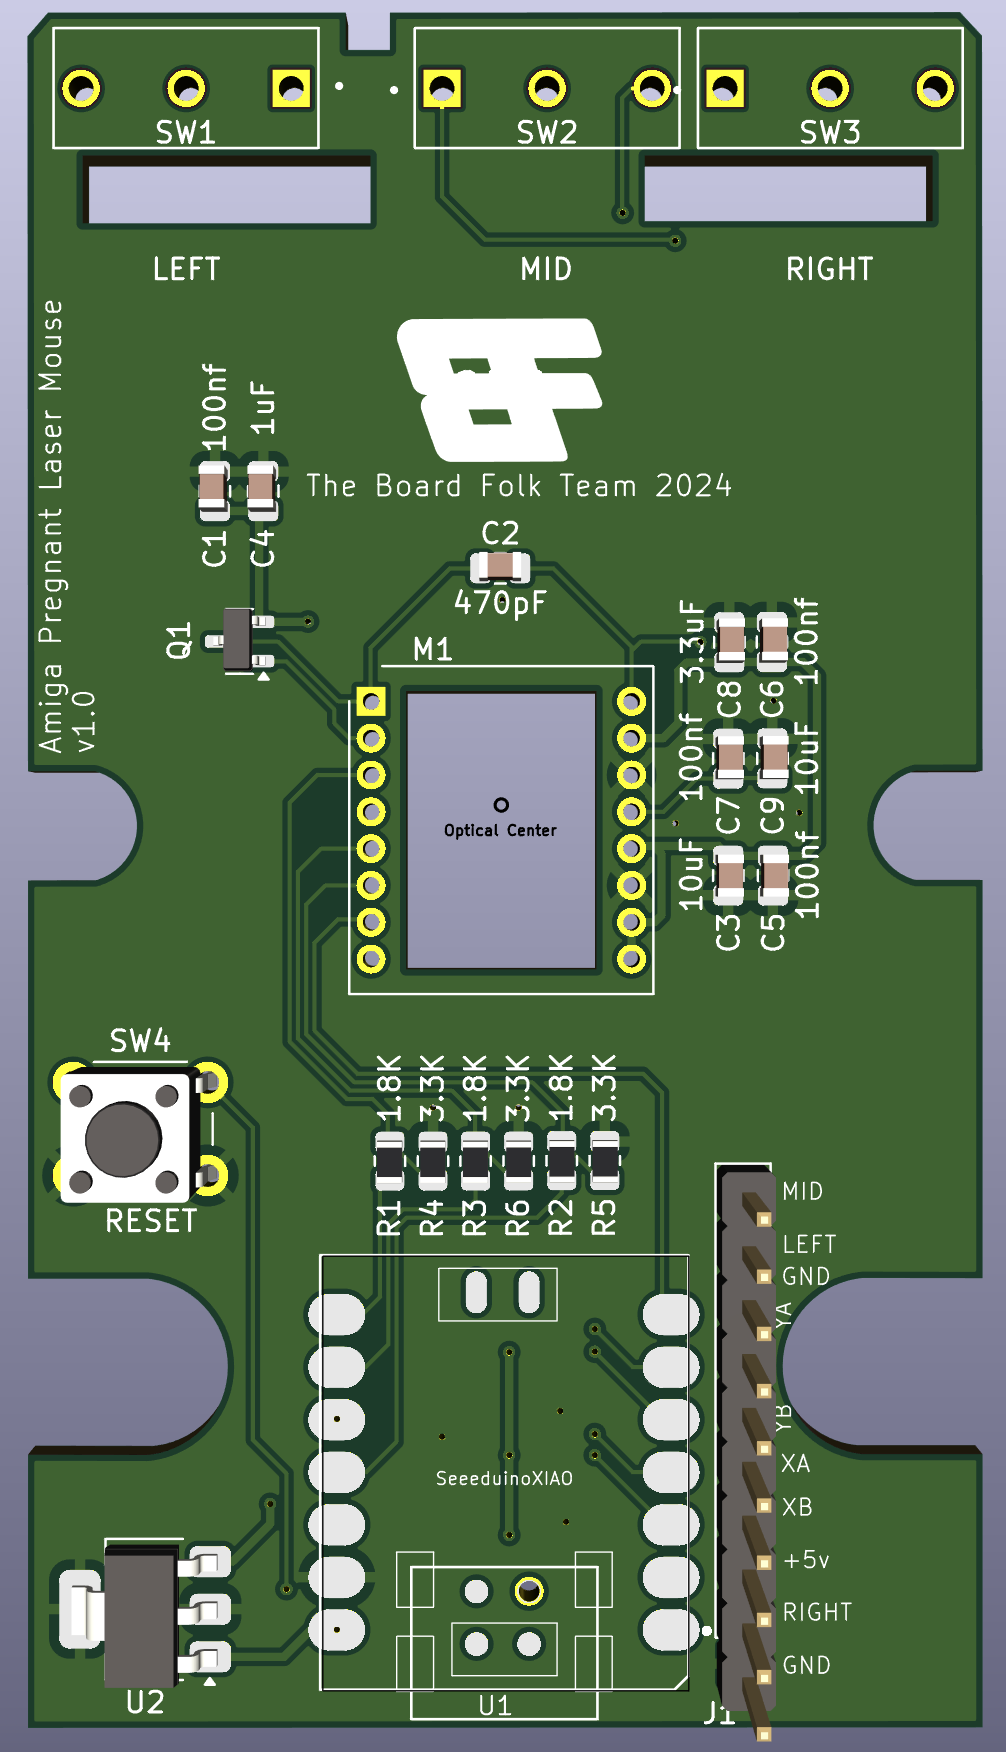 SW1
SW2
SW3
LEFT
MID
RIGHT
Amiga Pregnant Laser Mouse
v1.0
100nf
1uF
The Board Folk Team 2024
C1
C4
C2
470pF
Q1
M1
3.3uF
100nf
C8
C6
100nf
10uF
Optical Center
C7
C9
10uF
100nf
C3
C5
SW4
1.8K
3.3K
1.8K
3.3K
1.8K
3.3K
RESET
R1
R4
R3
R6
R2
R5
MID
LEFT
GND
YA
YB
XA
SeeeduinoXIAO
XB
+5v
RIGHT
GND
U2
U1
J1